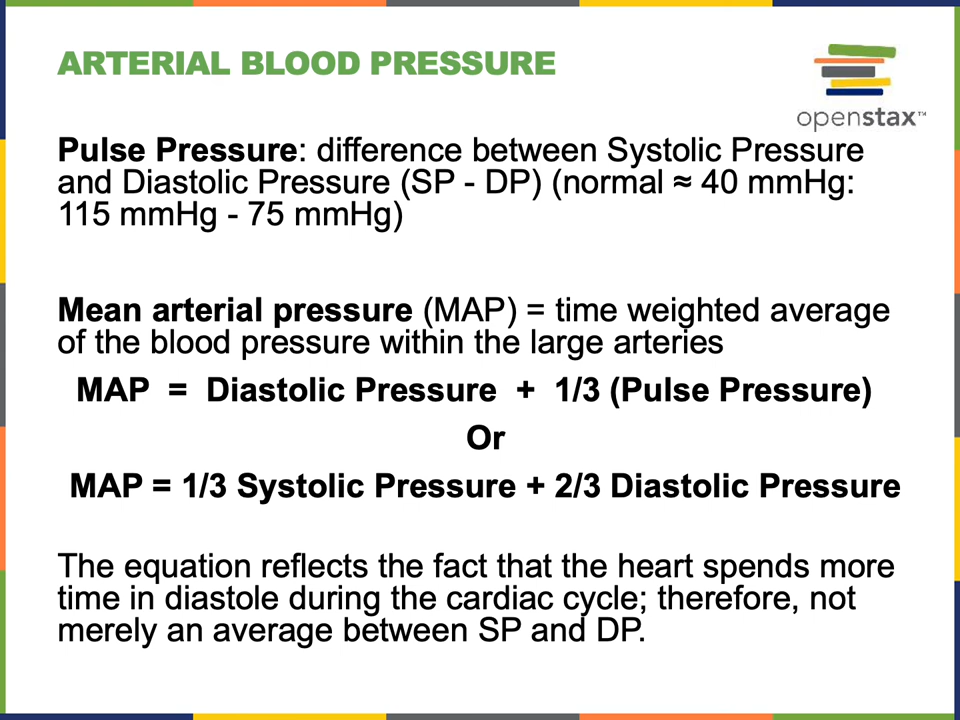 ARTERIAL BLOOD PRESSURE
openstax™
Pulse Pressure: difference between Systolic Pressure
and Diastolic Pressure (SP - DP) (normal ≈ 40 mmHg:
115 mmHg - 75 mmHg)
Mean arterial pressure (MAP) = time weighted average
of the blood pressure within the large arteries
MAP = Diastolic Pressure + 1/3 (Pulse Pressure)
Or
MAP = 1/3 Systolic Pressure + 2/3 Diastolic Pressure
The equation reflects the fact that the heart spends more
time in diastole during the cardiac cycle; therefore, not
merely an average between SP and DP.